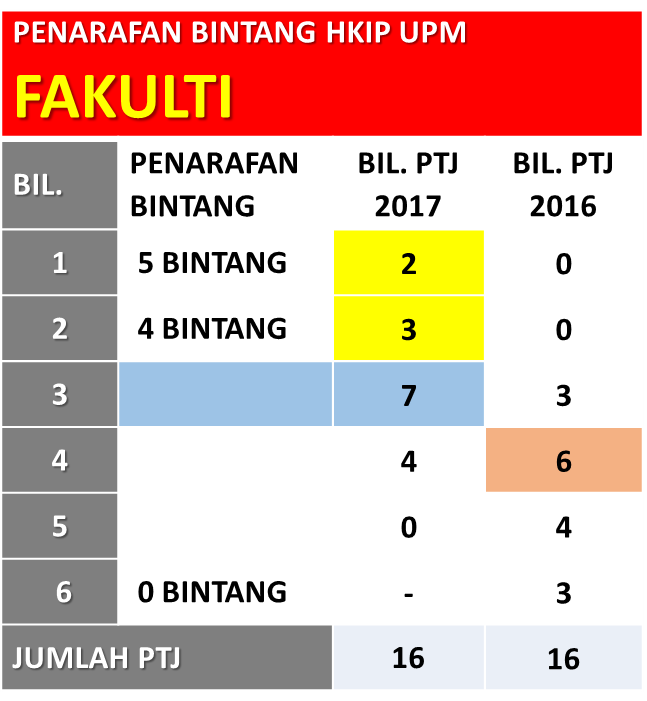 PENARAFAN BINTANG HKIP UPM
FAKULTI
BIL. PENARAFAN BINTANG BIL. PTJ 2017 BIL. PTJ 2016
1 5 BINTANG 2 0
2 4 BINTANG 3 0
3 7 3
4 4 6
5 0 4
6 0 BINTANG - 3
JUMLAH PTJ 16 16